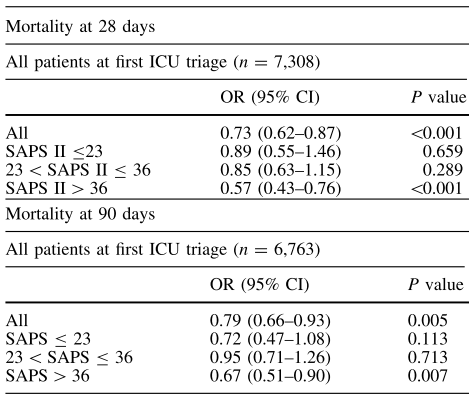 Mortality at 28 days
All patients at first ICU triage (n = 7,308)
OR (95% CI) P value
All 0.73 (0.62–0.87) <0.001
SAPS II ≤23 0.89 (0.55–1.46) 0.659
23 < SAPS II ≤ 36 0.85 (0.63–1.15) 0.289
SAPS II > 36 0.57 (0.43–0.76) <0.001
Mortality at 90 days
All patients at first ICU triage (n = 6,763)
OR (95% CI) P value
All 0.79 (0.66–0.93) 0.005
SAPS ≤ 23 0.72 (0.47–1.08) 0.113
23 < SAPS ≤ 36 0.95 (0.71–1.26) 0.713
SAPS > 36 0.67 (0.51–0.90) 0.007